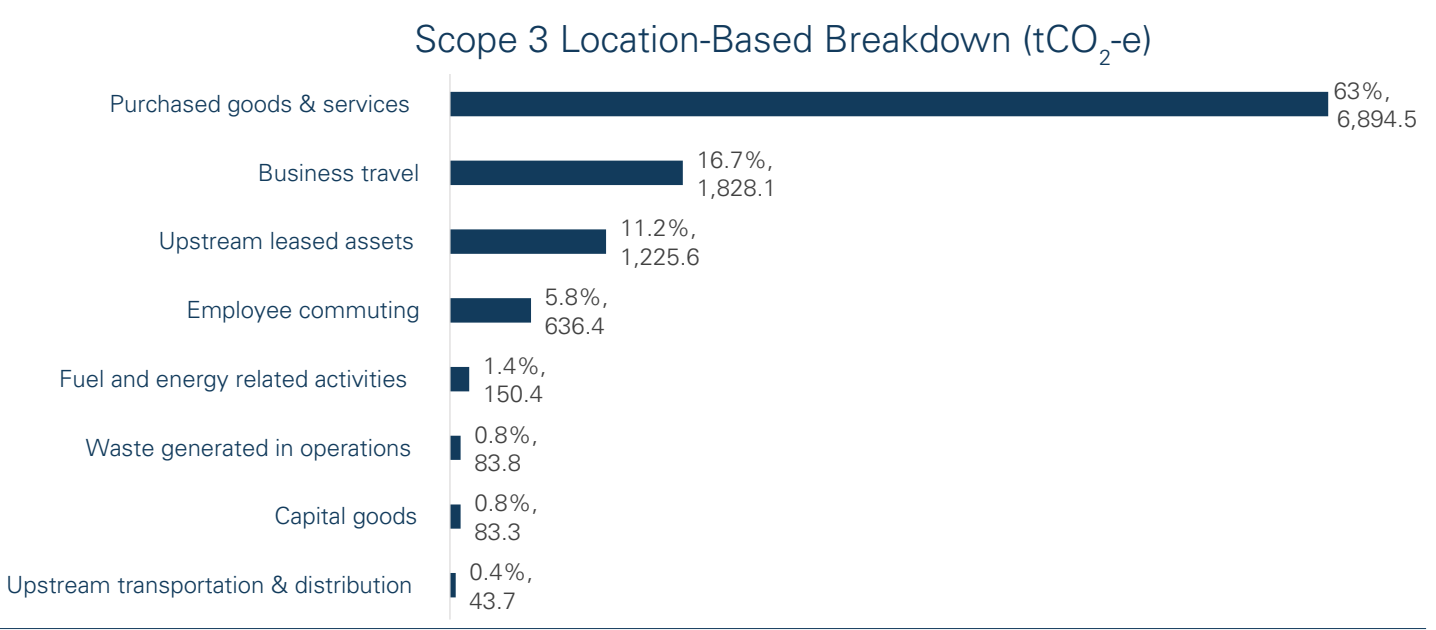 Scope 3 Location-Based Breakdown (tCO₂-e)
Purchased goods & services
63%,
6,894.5
Business travel
16.7%,
1,828.1
Upstream leased assets
11.2%,
1,225.6
Employee commuting
5.8%,
636.4
Fuel and energy related activities
1.4%,
150.4
Waste generated in operations
0.8%,
83.8
Capital goods
0.8%,
83.3
Upstream transportation & distribution
0.4%,
43.7